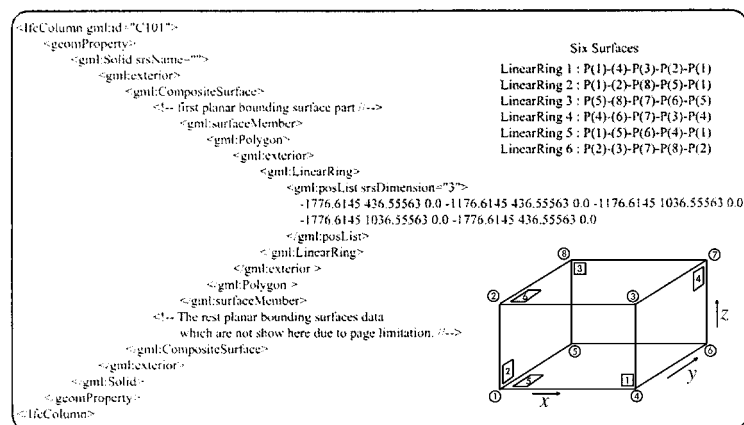 <IfcColumn gml:id="C101">
<geomProperty>
<gml:Solid srsName="">
<gml:exterior>
<gml:CompositeSurface>
<!-- first planar bounding surface part //-->
<gml:surfaceMember>
<gml:Polygon>
<gml:exterior>
<gml:LinearRing>
<gml:posList srsDimension="3">
-1776.6145 436.55563 0.0 -1176.6145 436.55563 0.0 -1176.6145 1036.55563 0.0
-1776.6145 1036.55563 0.0 -1776.6145 436.55563 0.0
</gml:posList>
</gml:LinearRing>
</gml:exterior >
</gml:Polygon >
</gml:surfaceMember>
<!-- The rest planar bounding surfaces data
which are not show here due to page limitation. //-->
</gml:CompositeSurface>
</gml:exterior>
</gml:Solid>
</geomProperty>
</IfcColumn>
Six Surfaces
LinearRing 1 : P(1)-(4)-P(3)-P(2)-P(1)
LinearRing 2 : P(1)-(2)-P(8)-P(5)-P(1)
LinearRing 3 : P(5)-(8)-P(7)-P(6)-P(5)
LinearRing 4 : P(4)-(6)-P(7)-P(3)-P(4)
LinearRing 5 : P(1)-(5)-P(6)-P(4)-P(1)
LinearRing 6 : P(2)-(3)-P(7)-P(8)-P(2)
8 3 7
4
2 6 3
z
5 6
2 y
5 1
1 x 4